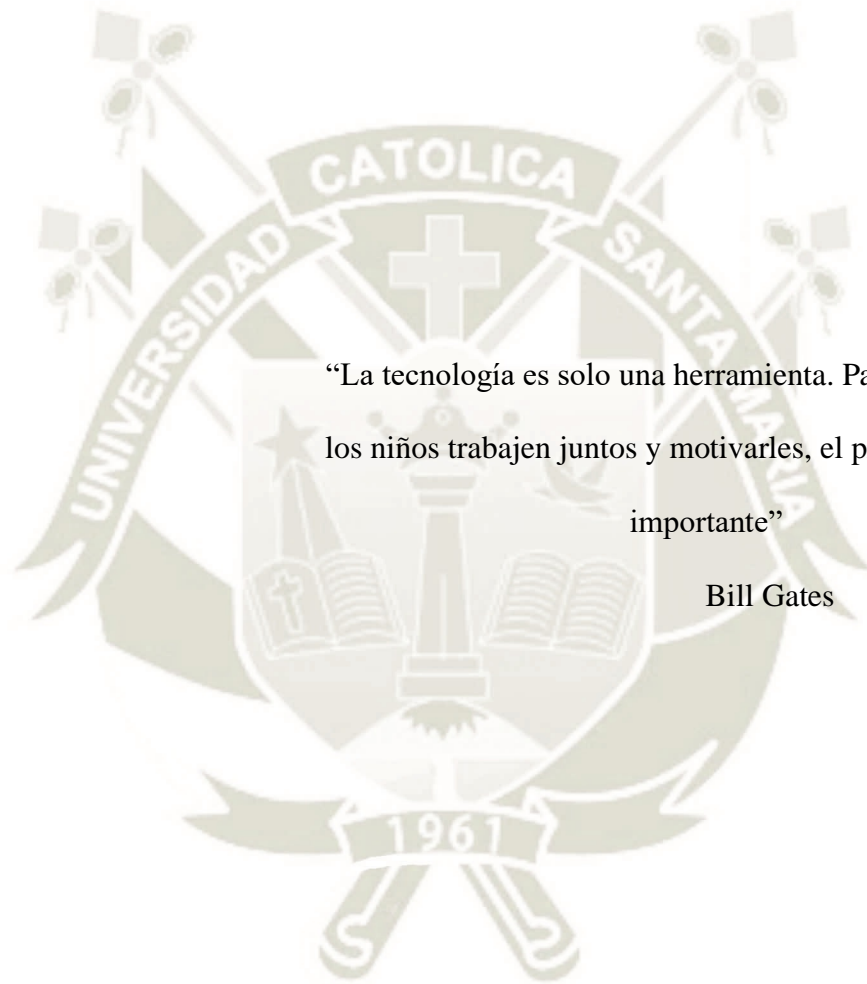 UNIVERSIDAD CATOLICA SANTA MARIA
“La tecnología es solo una herramienta.
los niños trabajen juntos y motivarles, el
importante”
Bill Gates
1961